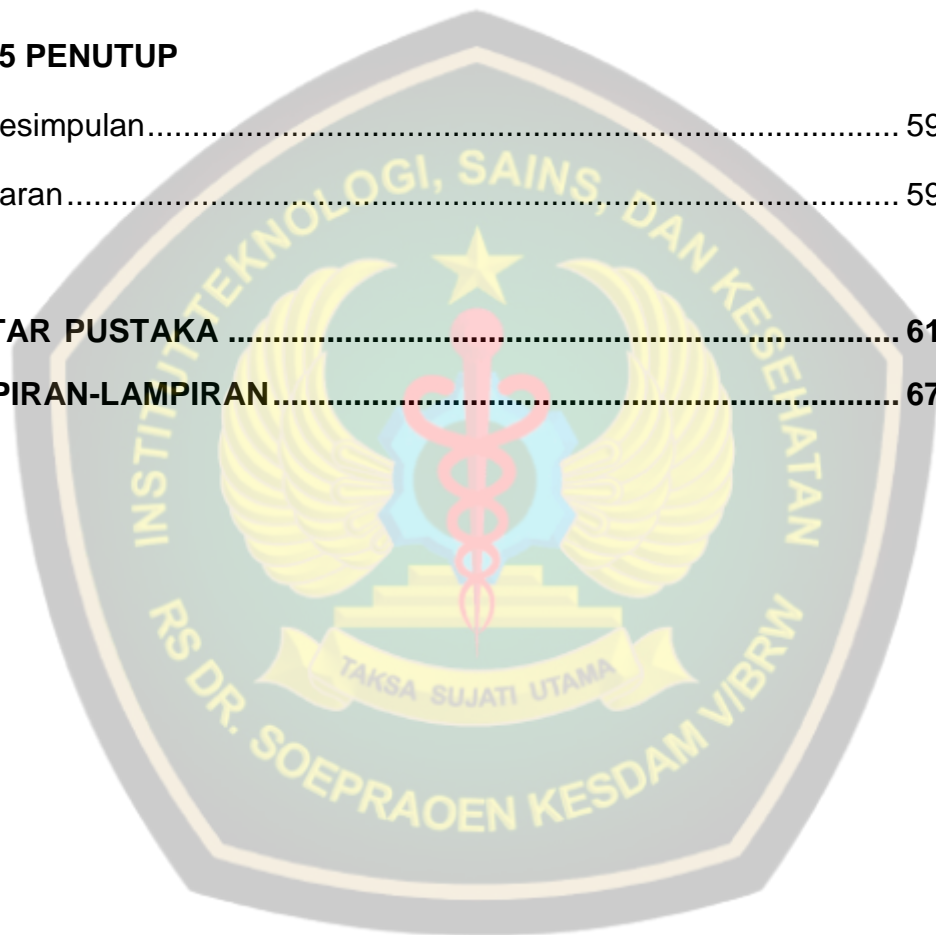 5 PENUTUP
esimpulan........................................................................................ 59
aran.................................................................................................. 59
TAR PUSTAKA ............................................................................... 61
PIRAN-LAMPIRAN.......................................................................... 67
INSTITUT TEKNOLOGI, SAINS, DAN KESEHATAN
TAKSA SUJATI UTAMA
RS DR. SOEPRAOEN KESDAM V/BRW